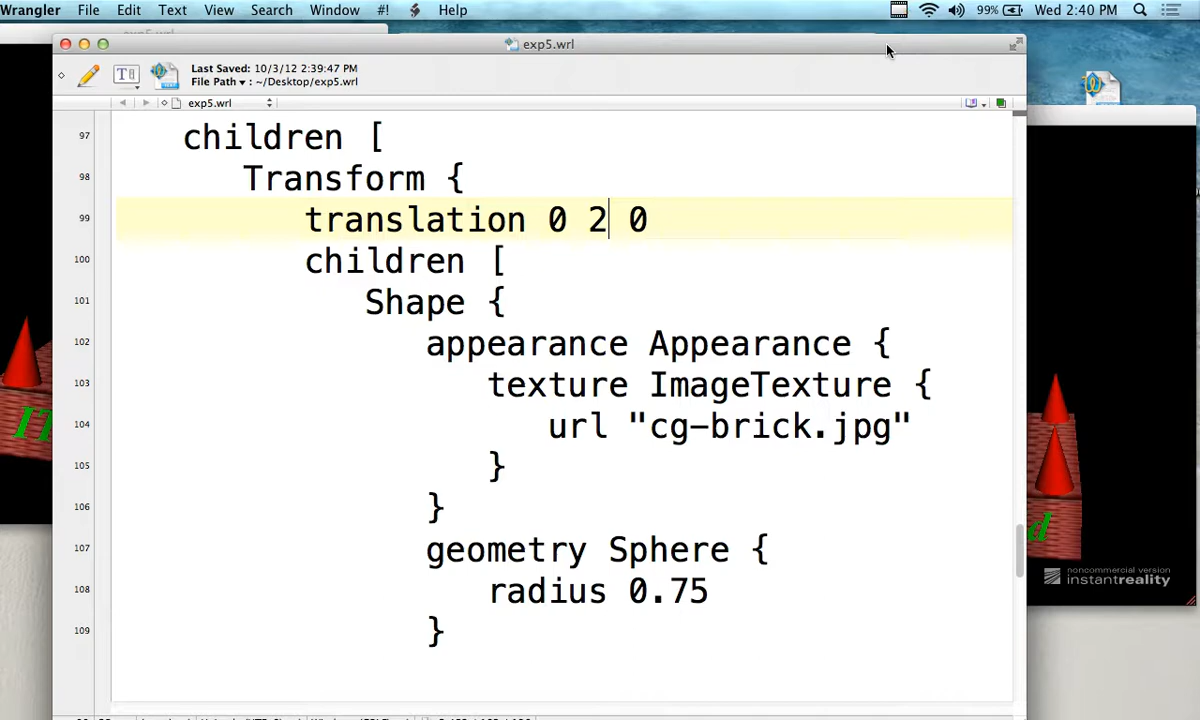 Wrangler File Edit Text View Search Window #! Help 99% Wed 2:40 PM
exp5.wrl
Last Saved: 10/3/12 2:39:47 PM
File Path ▾ : ~/Desktop/exp5.wrl
exp5.wrl
97 children [
98 Transform {
99 translation 0 2 0
100 children [
101 Shape {
102 appearance Appearance {
103 texture ImageTexture {
104 url "cg-brick.jpg"
105 }
106 }
107 geometry Sphere {
108 radius 0.75
109 }
IT
d
noncommercial version
instantreality